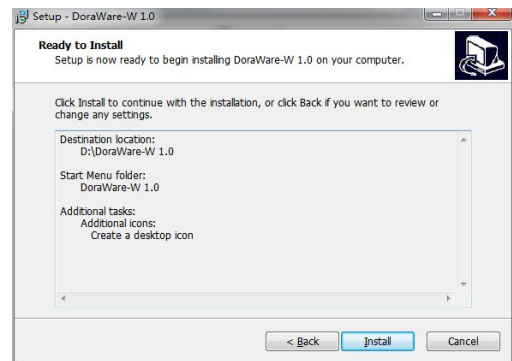 Setup - DoraWare-W 1.0
Ready to Install
Setup is now ready to begin installing DoraWare-W 1.0 on your computer.
Click Install to continue with the installation, or click Back if you want to review or
change any settings.
Destination location:
D:\DoraWare-W 1.0
Start Menu folder:
DoraWare-W 1.0
Additional tasks:
Additional icons:
Create a desktop icon
< Back
Install
Cancel